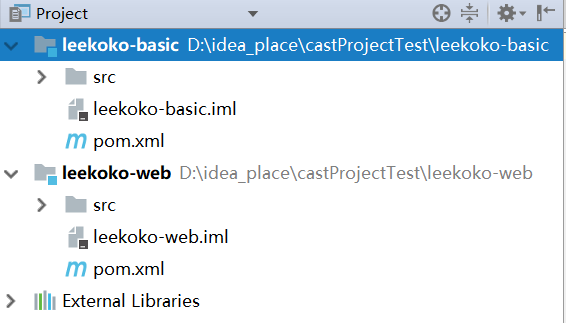 Project
leekoko-basic D:\idea_place\castProjectTest\leekoko-basic
src
leekoko-basic.iml
pom.xml
leekoko-web D:\idea_place\castProjectTest\leekoko-web
src
leekoko-web.iml
pom.xml
External Libraries